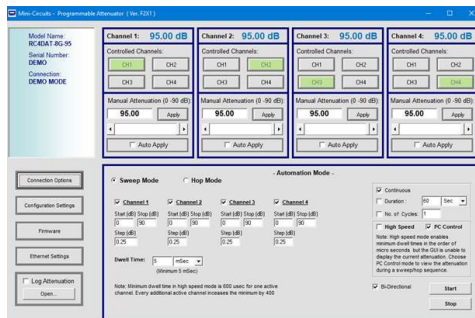 Mini-Circuits - Programmable Attenuator ( Ver. F2X1 )
Model Name:
RC4DAT-8G-95
Serial Number:
DEMO
Connection:
DEMO MODE
Channel 1: 95.00 dB
Controlled Channels:
CH1 CH2
CH3 CH4
Manual Attenuation (0 -90 dB):
95.00 Apply
Auto Apply
Channel 2: 95.00 dB
Controlled Channels:
CH1 CH2
CH3 CH4
Manual Attenuation (0 -90 dB):
95.00 Apply
Auto Apply
Channel 3: 95.00 dB
Controlled Channels:
CH1 CH2
CH3 CH4
Manual Attenuation (0 -90 dB):
95.00 Apply
Auto Apply
Channel 4: 95.00 dB
Controlled Channels:
CH1 CH2
CH3 CH4
Manual Attenuation (0 -90 dB):
95.00 Apply
Auto Apply
Connection Options
Configuration Settings
Firmware
Ethernet Settings
Log Attenuation
Open...
- Automation Mode -
Sweep Mode Hop Mode
Channel 1 Channel 2 Channel 3 Channel 4
Start (dB) Stop (dB) Start (dB) Stop (dB) Start (dB) Stop (dB) Start (dB) Stop (dB)
0 90 0 90 0 90 0 90
Step (dB) Step (dB) Step (dB) Step (dB)
0.25 0.25 0.25 0.25
Dwell Time: 5 mSec
(Minimum 5 mSec)
Note: Minimum dwell time in high speed mode is 600 usec for one active
channel. Every additional active channel increases the minimum by 400
Continuous
Duration : 60 Sec
No. of Cycles: 1
High Speed PC Control
Note: High speed mode enables
minimum dwell times in the order of
micro seconds but the GUI is unable to
display the current attenuation. Choose
PC Control mode to view the attenuation
during a sweep/hop sequence.
Bi-Directional
Start
Stop